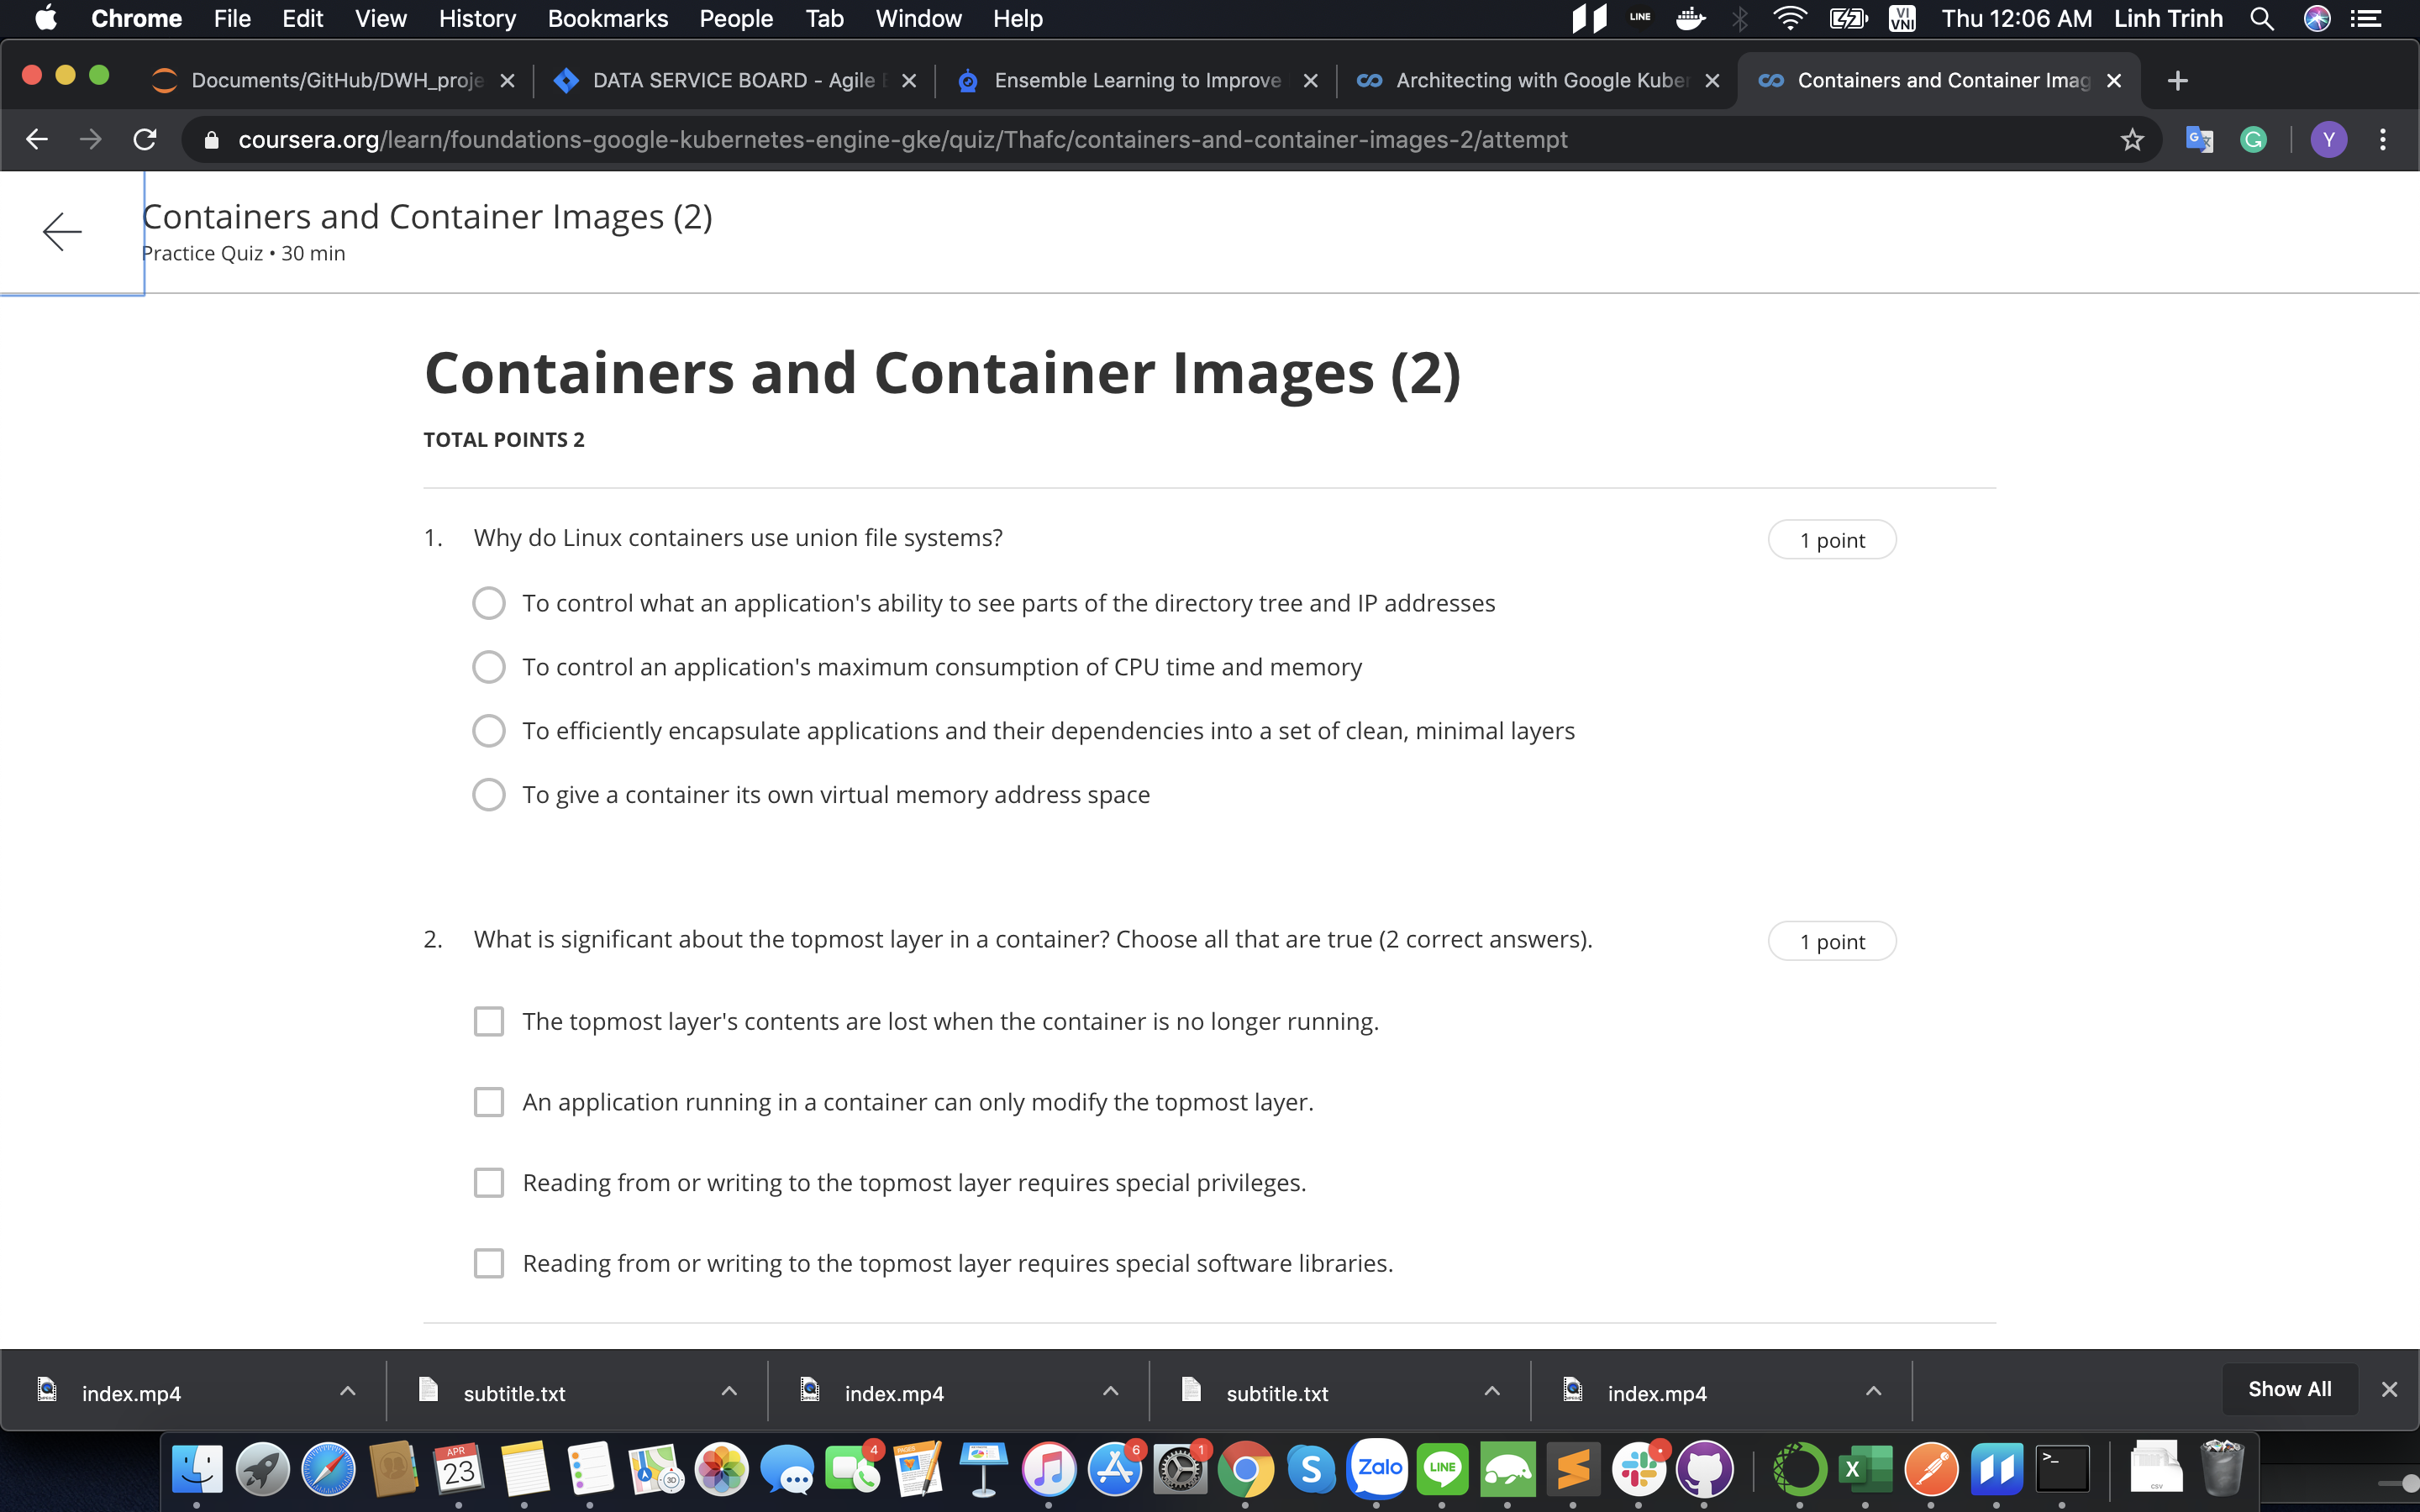 Chrome File Edit View History Bookmarks People Tab Window Help LINE VI VNI Thu 12:06 AM Linh Trinh
Documents/GitHub/DWH_proje DATA SERVICE BOARD - Agile Ensemble Learning to Improve Architecting with Google Kuber Containers and Container Imag
coursera.org/learn/foundations-google-kubernetes-engine-gke/quiz/Thafc/containers-and-container-images-2/attempt Y
Containers and Container Images (2)
Practice Quiz • 30 min
Containers and Container Images (2)
TOTAL POINTS 2
1. Why do Linux containers use union file systems? 1 point
To control what an application's ability to see parts of the directory tree and IP addresses
To control an application's maximum consumption of CPU time and memory
To efficiently encapsulate applications and their dependencies into a set of clean, minimal layers
To give a container its own virtual memory address space
2. What is significant about the topmost layer in a container? Choose all that are true (2 correct answers). 1 point
The topmost layer's contents are lost when the container is no longer running.
An application running in a container can only modify the topmost layer.
Reading from or writing to the topmost layer requires special privileges.
Reading from or writing to the topmost layer requires special software libraries.
index.mp4 subtitle.txt index.mp4 subtitle.txt index.mp4 Show All
APR 23 3D 4 PAGES 6 1 S Zalo LINE X >_ CSV